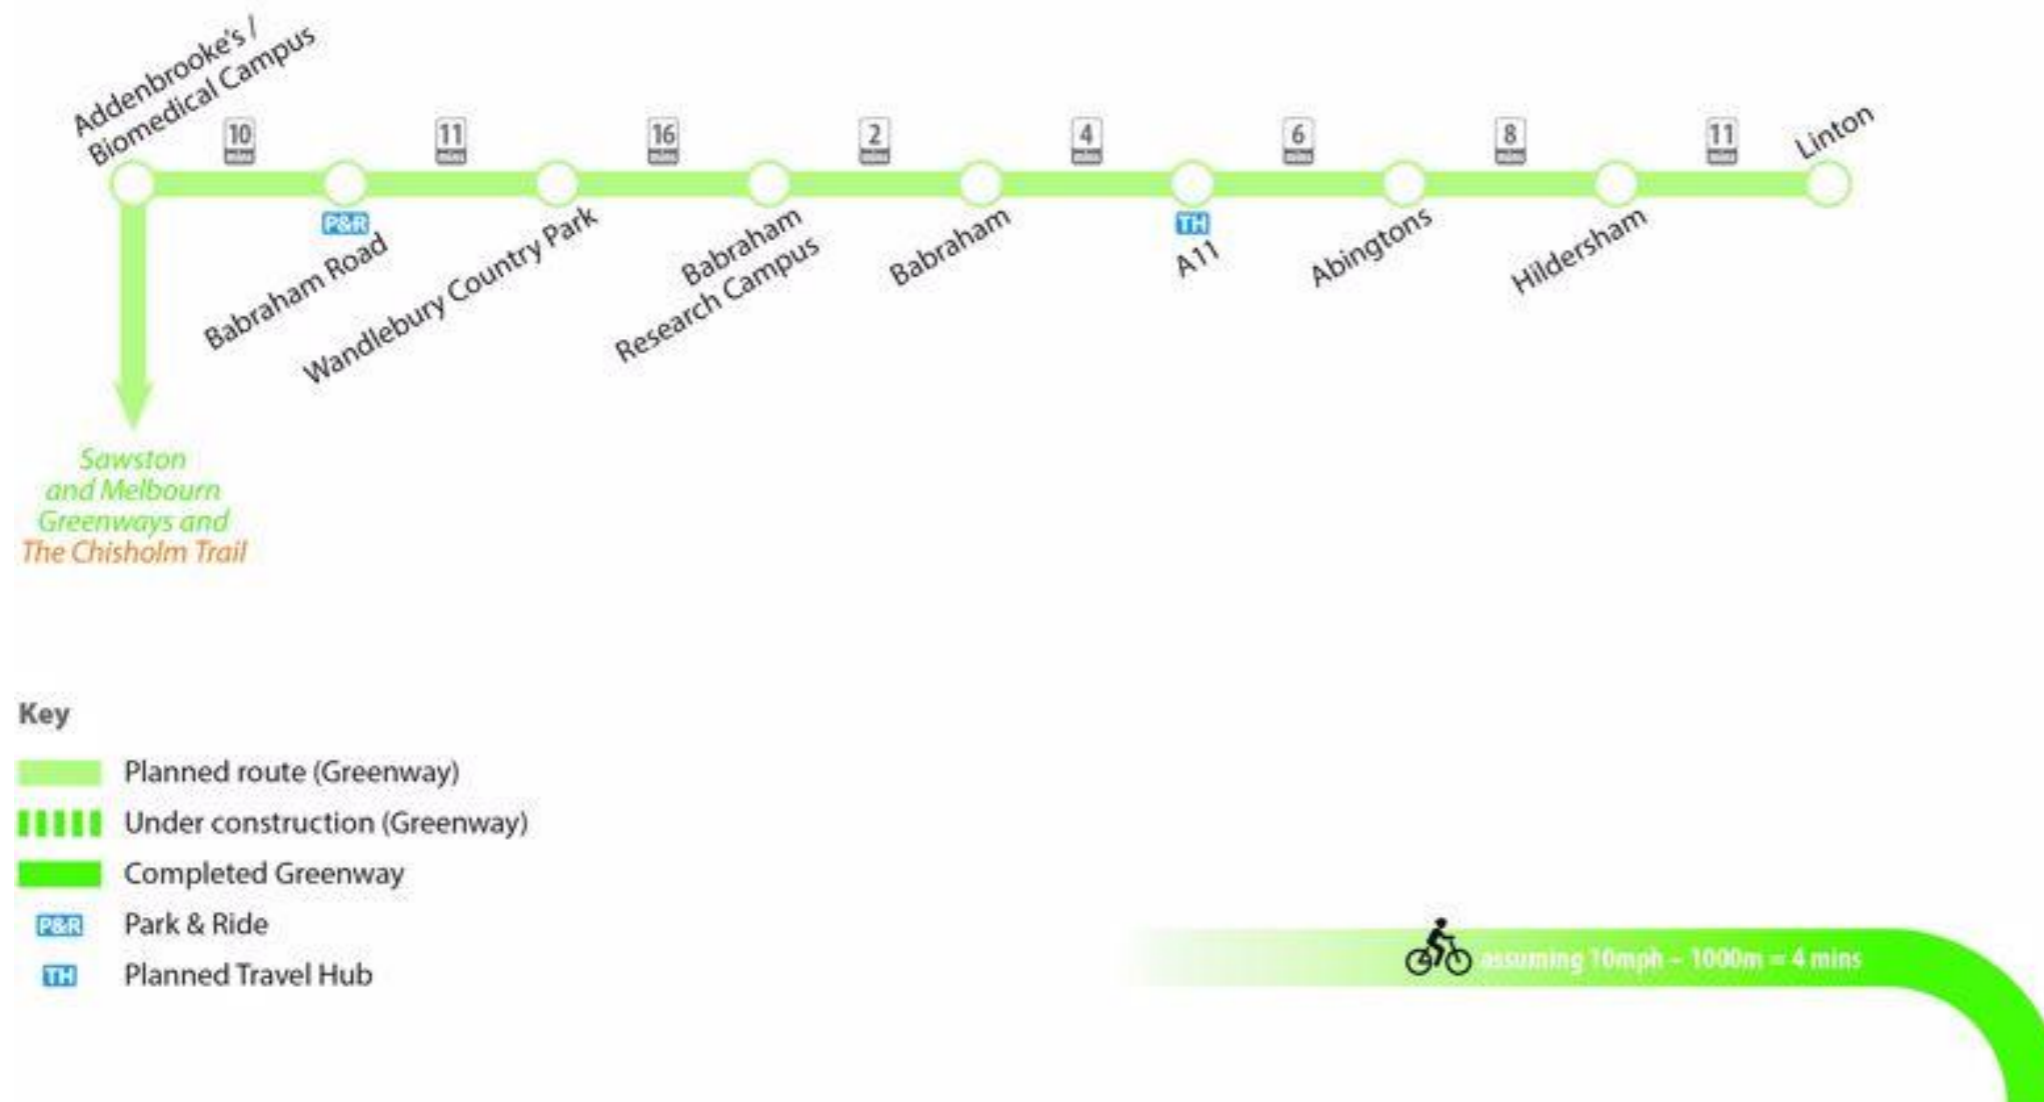 Addenbrooke's /
Biomedical Campus
10
mins
11
mins
16
mins
2
mins
4
mins
6
mins
8
mins
11
mins
Linton
P&R
Babraham Road
Wandlebury Country Park
Babraham
Research Campus
Babraham
TH
A11
Abingtons
Hildersham
Sawston
and Melbourn
Greenways and
The Chisholm Trail
Key
Planned route (Greenway)
Under construction (Greenway)
Completed Greenway
P&R Park & Ride
TH Planned Travel Hub
assuming 10mph – 1000m = 4 mins